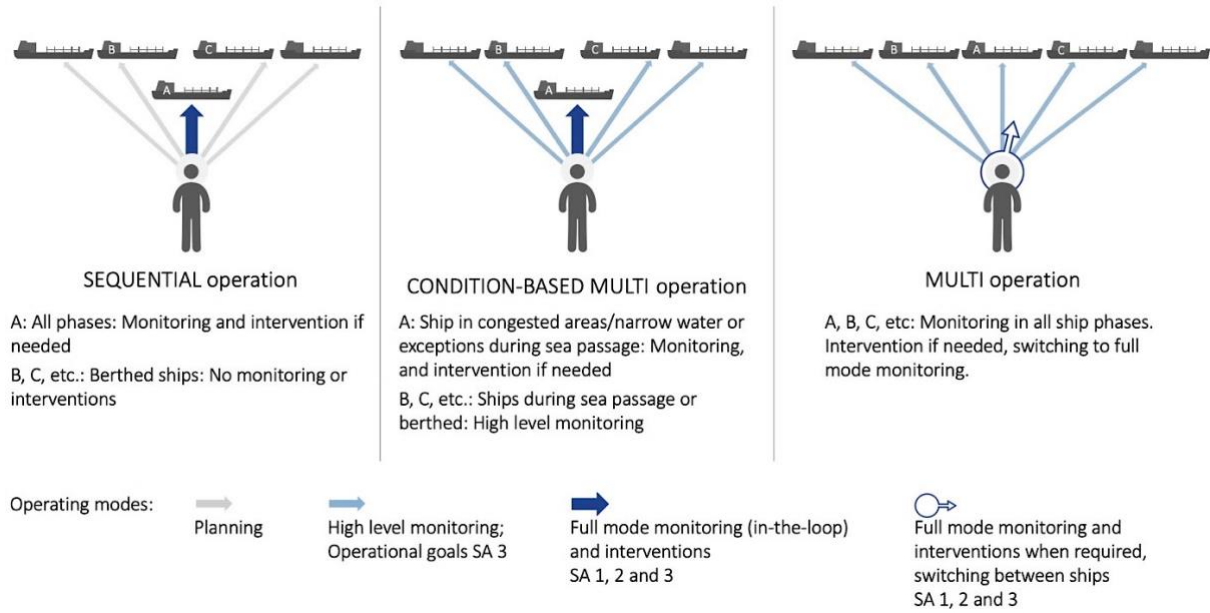 B
C
A
B
C
A
B
A
C
SEQUENTIAL operation
A: All phases: Monitoring and intervention if
needed
B, C, etc.: Berthed ships: No monitoring or
interventions
CONDITION-BASED MULTI operation
A: Ship in congested areas/narrow water or
exceptions during sea passage: Monitoring,
and intervention if needed
B, C, etc.: Ships during sea passage or
berthed: High level monitoring
MULTI operation
A, B, C, etc: Monitoring in all ship phases.
Intervention if needed, switching to full
mode monitoring.
Operating modes:
Planning
High level monitoring;
Operational goals SA 3
Full mode monitoring (in-the-loop)
and interventions
SA 1, 2 and 3
Full mode monitoring and
interventions when required,
switching between ships
SA 1, 2 and 3